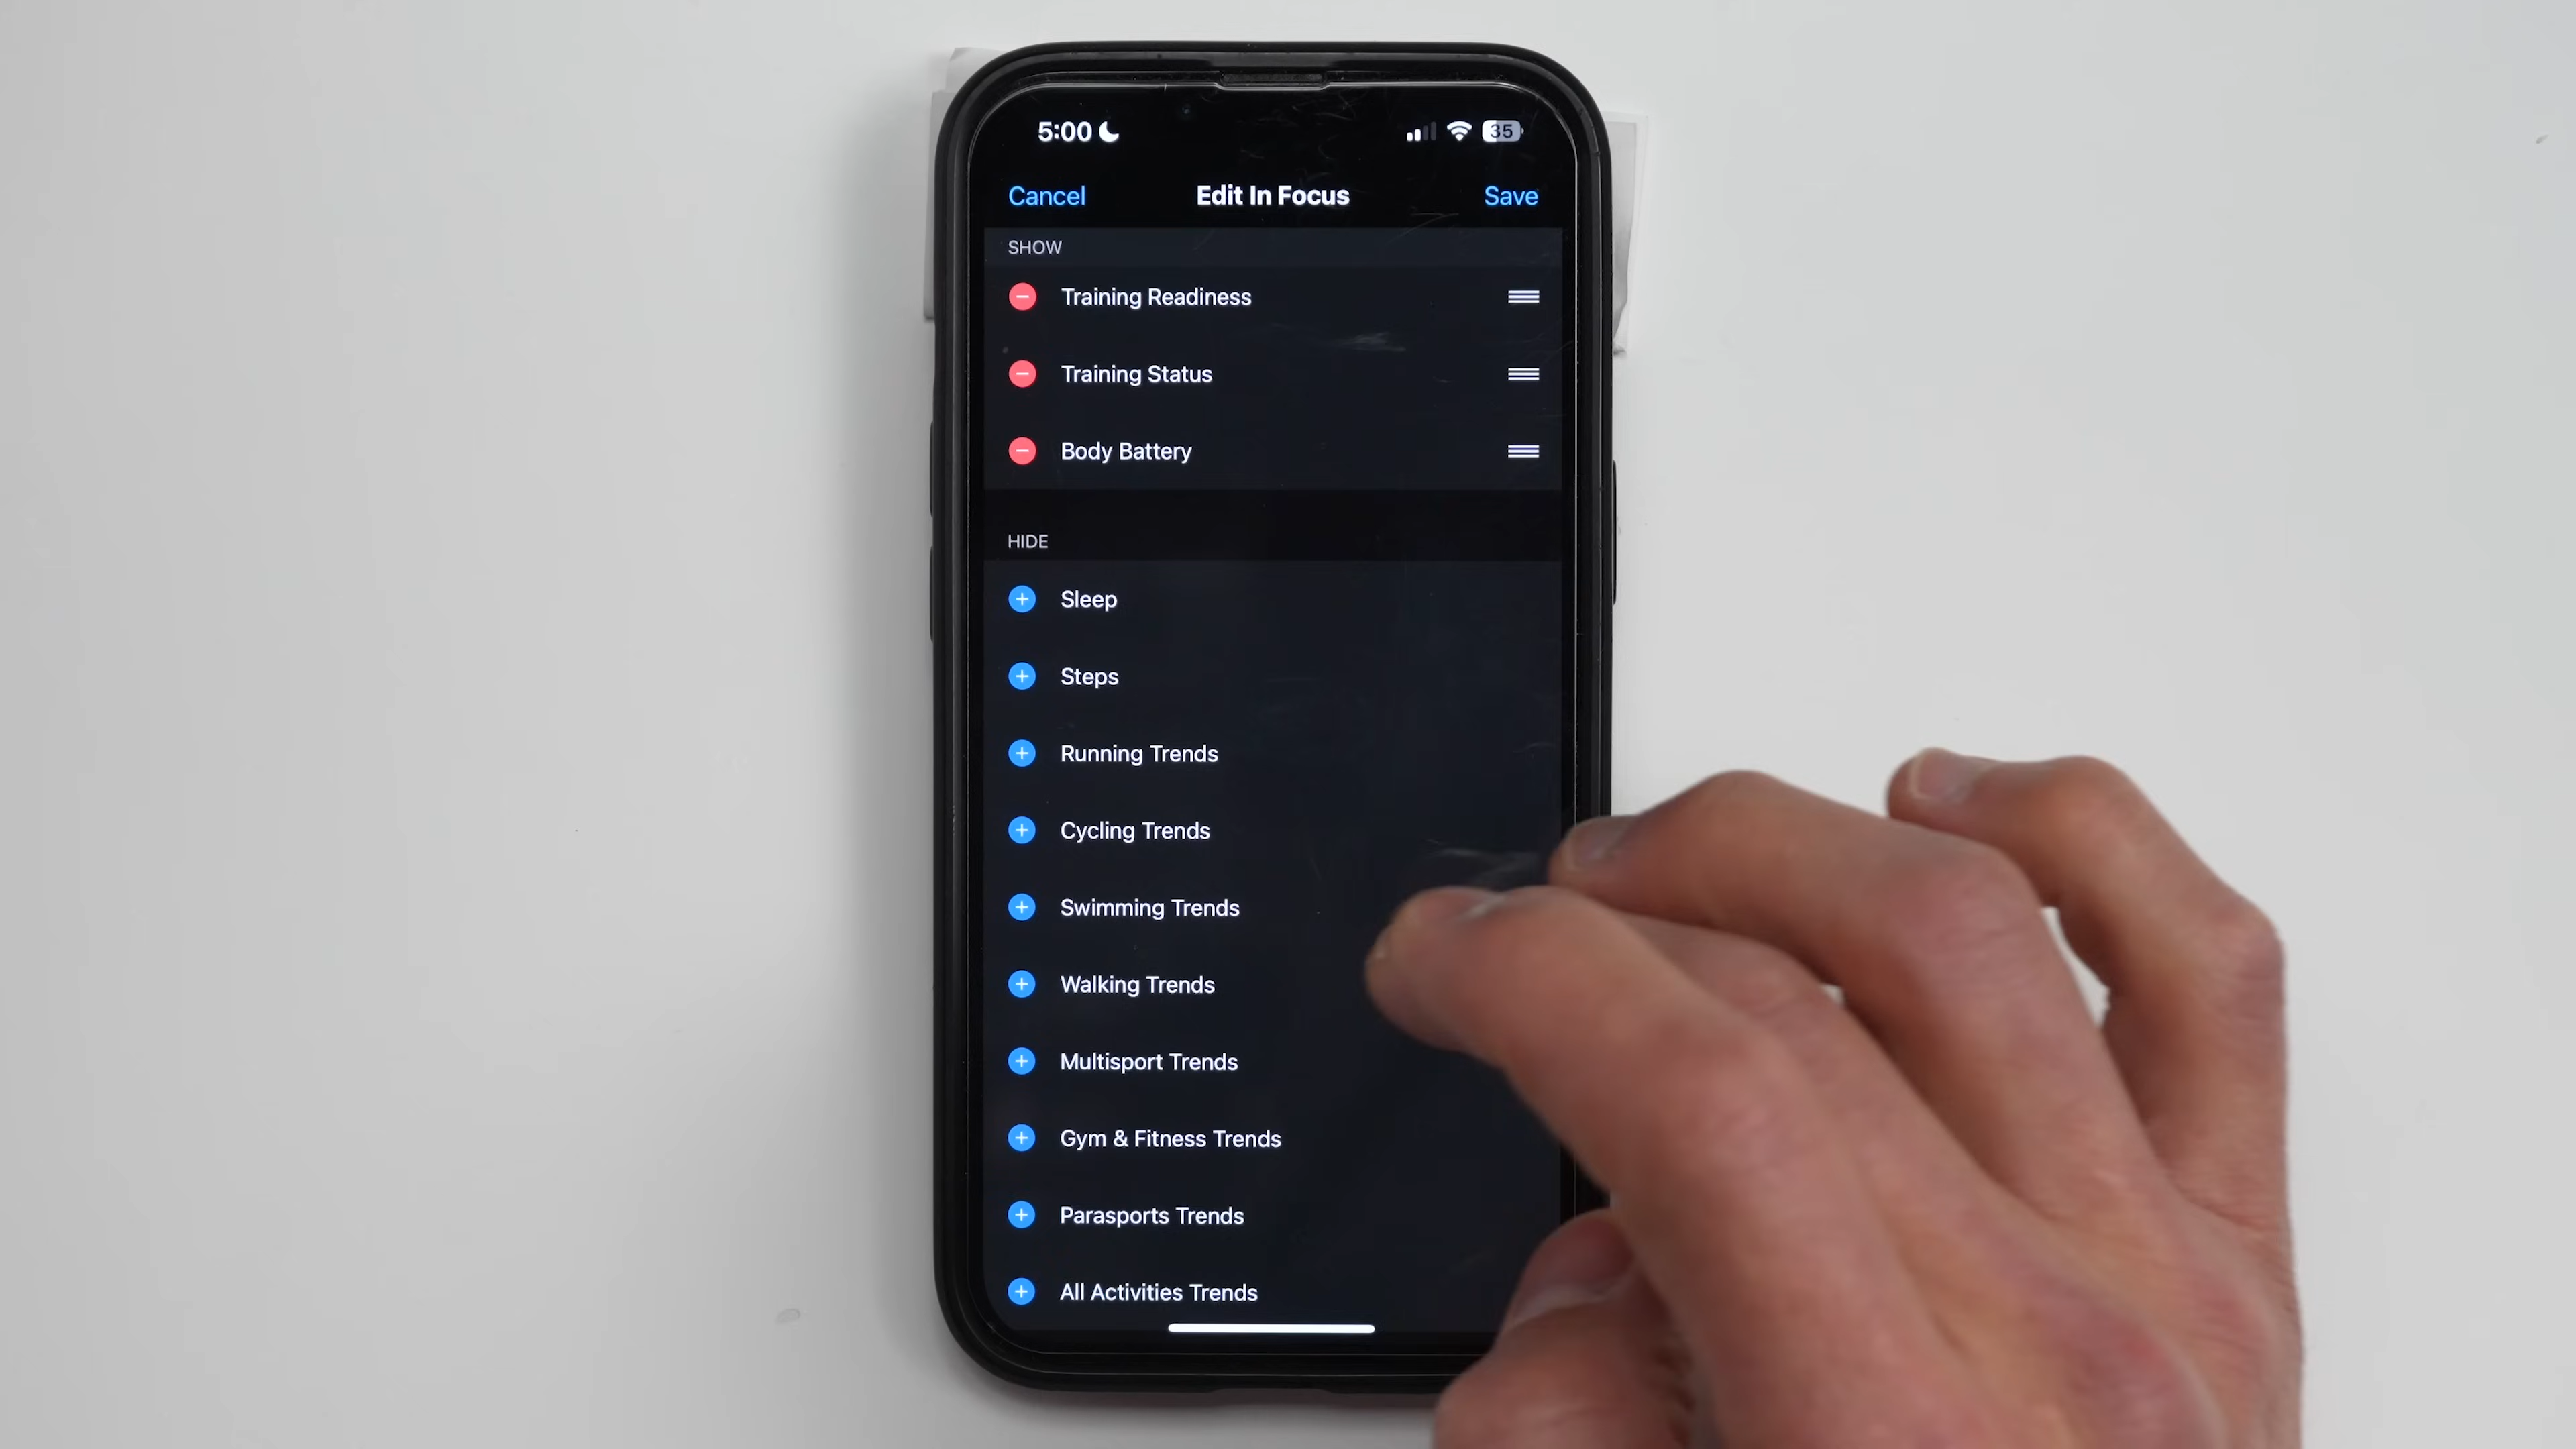 5:00 35
Cancel Edit In Focus Save
SHOW
Training Readiness
Training Status
Body Battery
HIDE
Sleep
Steps
Running Trends
Cycling Trends
Swimming Trends
Walking Trends
Multisport Trends
Gym & Fitness Trends
Parasports Trends
All Activities Trends